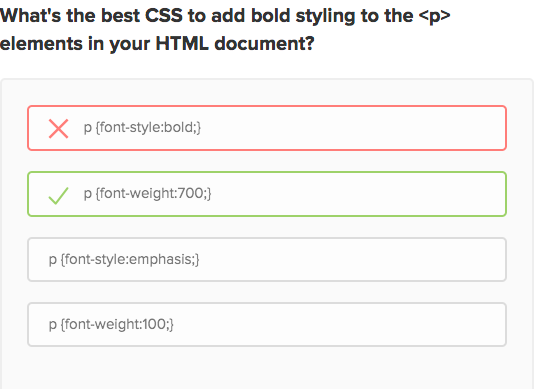 What's the best CSS to add bold styling to the <p>
elements in your HTML document?
p {font-style:bold;}
p {font-weight:700;}
p {font-style:emphasis;}
p {font-weight:100;}